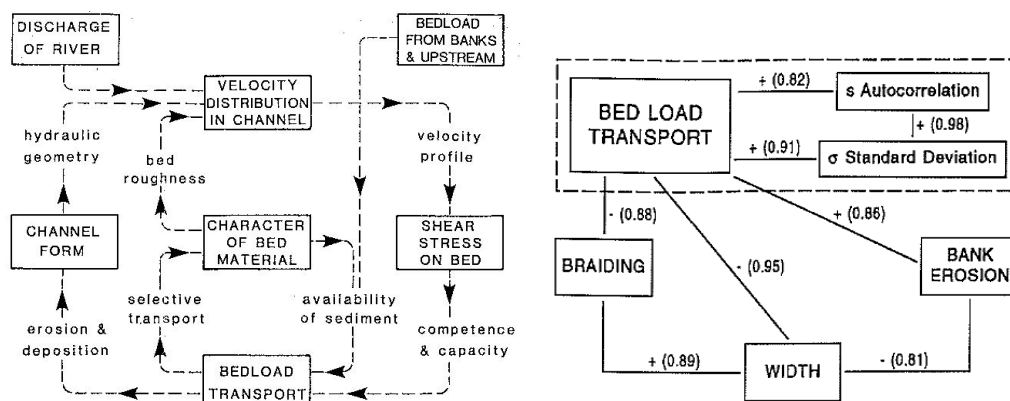 DISCHARGE
OF RIVER
BEDLOAD
FROM BANKS
& UPSTREAM
VELOCITY
DISTRIBUTION
IN CHANNEL
hydraulic
geometry
bed
roughness
velocity
profile
CHANNEL
FORM
CHARACTER
OF BED
MATERIAL
SHEAR
STRESS
ON BED
selective
transport
availability
of sediment
erosion &
deposition
competence
& capacity
BEDLOAD
TRANSPORT
BED LOAD
TRANSPORT
+ (0.82)
s Autocorrelation
+ (0.98)
+ (0.91)
σ Standard Deviation
- (0.88)
+ (0.86)
BRAIDING
- (0.95)
BANK
EROSION
+ (0.89)
WIDTH
- (0.81)